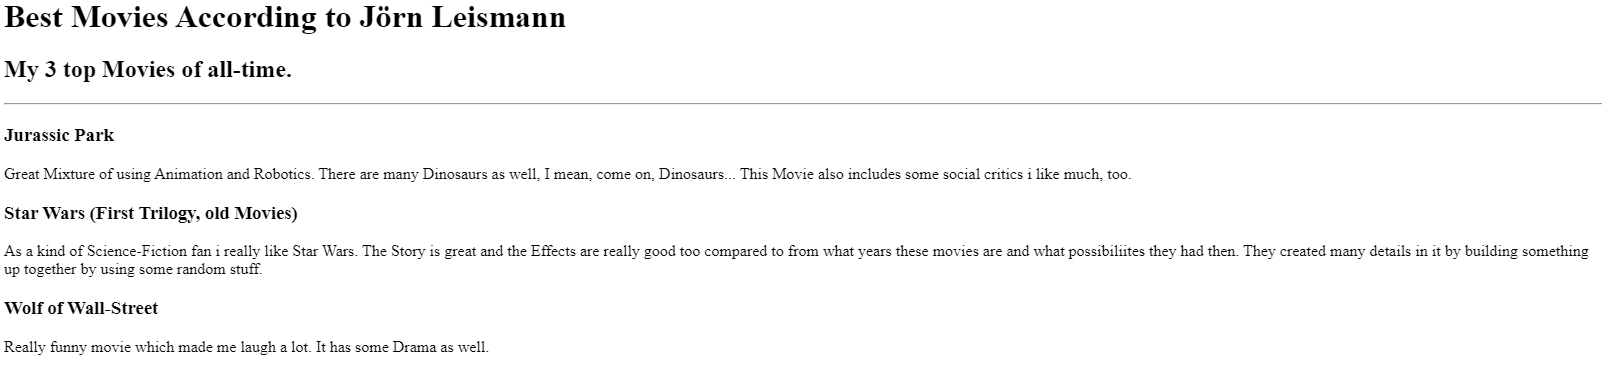 Best Movies According to Jörn Leismann
My 3 top Movies of all-time.
Jurassic Park
Great Mixture of using Animation and Robotics. There are many Dinosaurs as well, I mean, come on, Dinosaurs... This Movie also includes some social critics i like much, too.
Star Wars (First Trilogy, old Movies)
As a kind of Science-Fiction fan i really like Star Wars. The Story is great and the Effects are really good too compared to from what years these movies are and what possibiliites they had then. They created many details in it by building something
up together by using some random stuff.
Wolf of Wall-Street
Really funny movie which made me laugh a lot. It has some Drama as well.